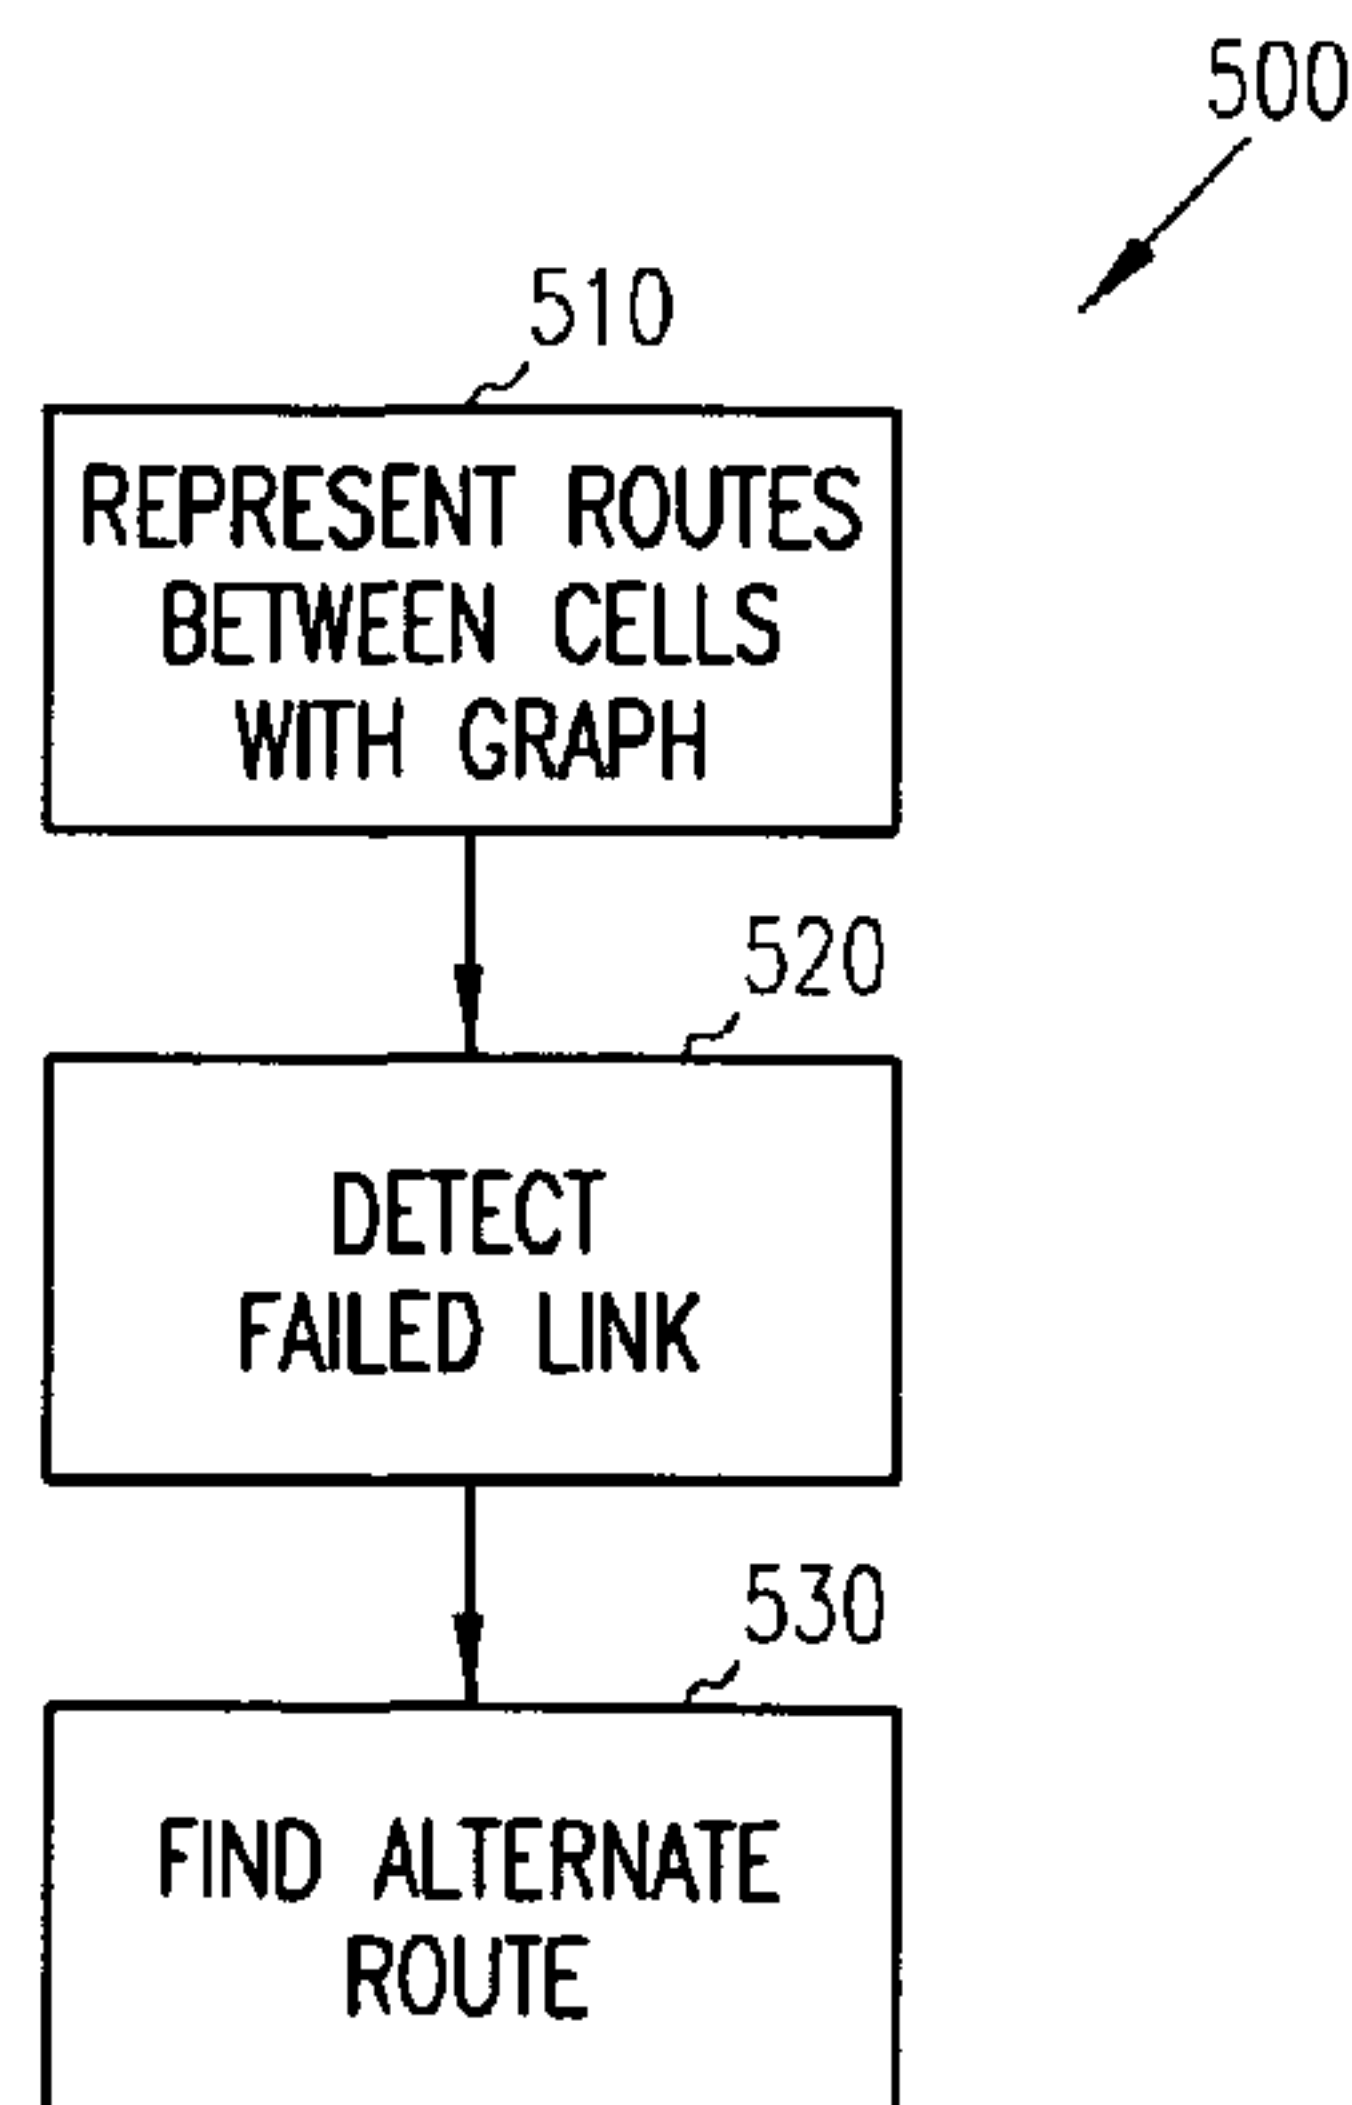 500
510
REPRESENT ROUTES
BETWEEN CELLS
WITH GRAPH
520
DETECT
FAILED LINK
530
FIND ALTERNATE
ROUTE